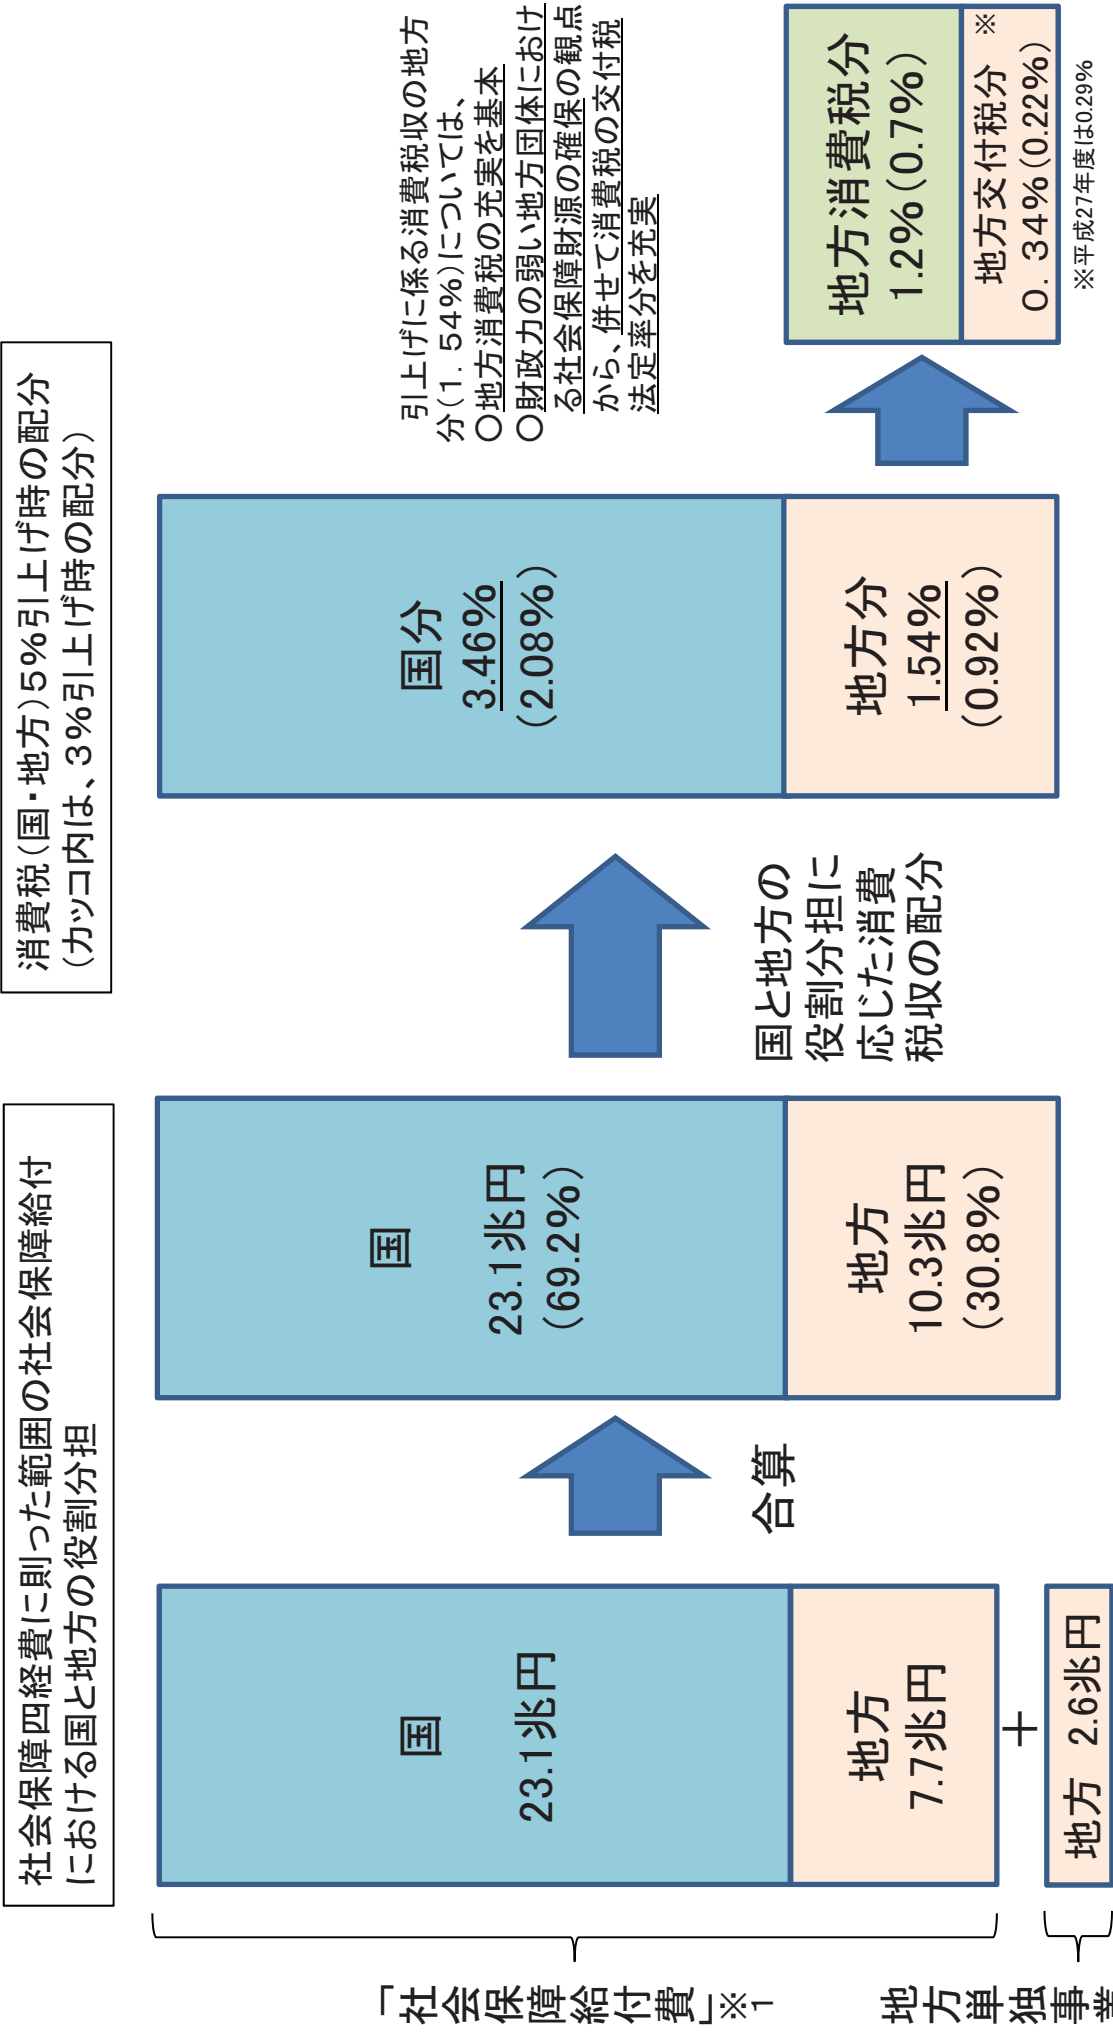 社会保障四経費に則った範囲の社会保障給付
における国と地方の役割分担
消費税(国・地方)5%引上げ時の配分
(カッコ内は、3%引上げ時の配分)
「社会保障給付費」※1
国
23.1兆円
地方
7.7兆円
+
地方単独事業
地方 2.6兆円
合算
国
23.1兆円
(69.2%)
地方
10.3兆円
(30.8%)
国と地方の
役割分担に
応じた消費
税収の配分
国分
3.46%
(2.08%)
地方分
1.54%
(0.92%)
引上げに係る消費税収の地方
分(1.54%)については、
○地方消費税の充実を基本
○財政力の弱い地方団体におけ
る社会保障財源の確保の観点
から、併せて消費税の交付税
法定率分を充実
地方消費税分
1.2%(0.7%)
地方交付税分 ※
0.34%(0.22%)
※平成27年度は0.29%